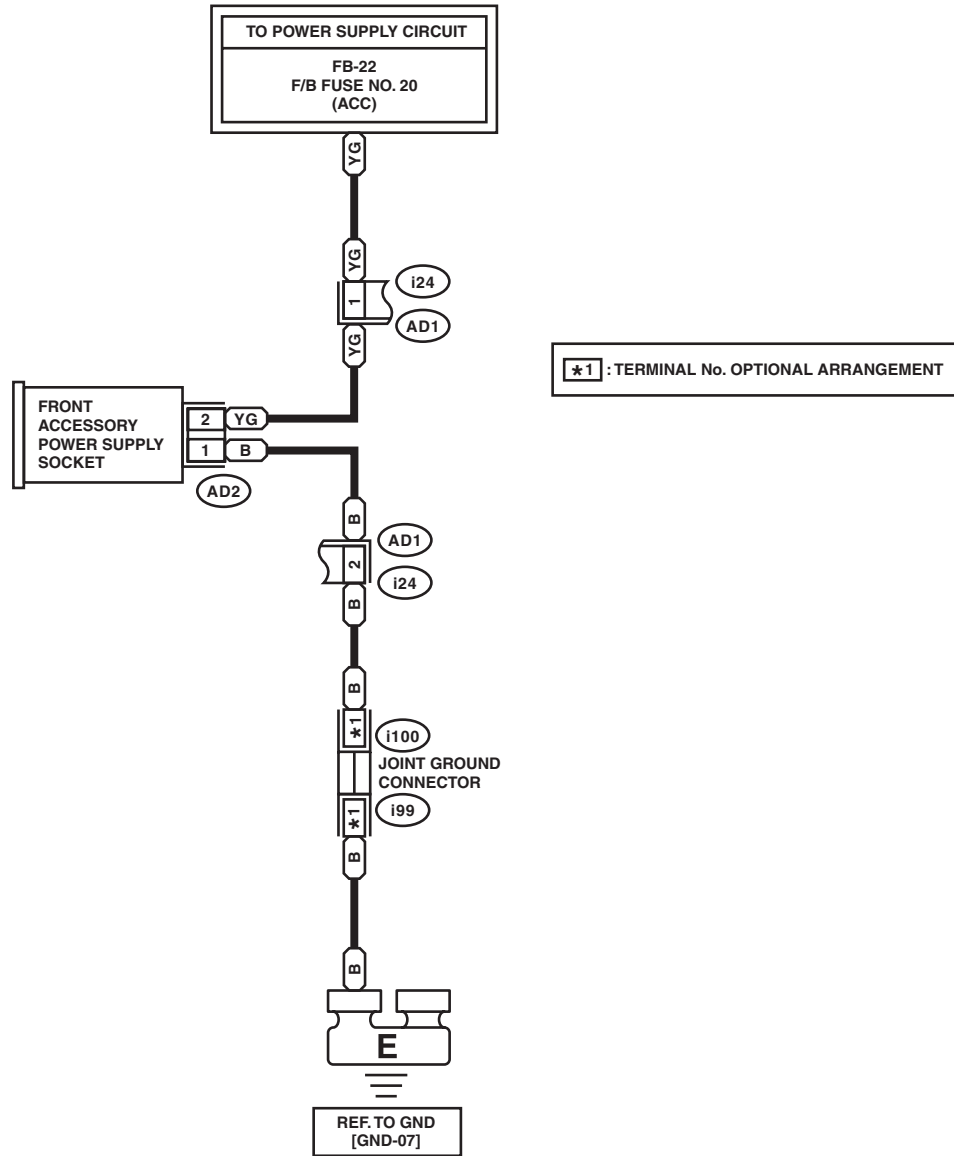 TO POWER SUPPLY CIRCUIT
FB-22
F/B FUSE NO. 20
(ACC)
YG
YG
1
i24
AD1
YG
*1 : TERMINAL No. OPTIONAL ARRANGEMENT
FRONT
ACCESSORY
POWER SUPPLY
SOCKET
2 YG
1 B
AD2
B
AD1
2
i24
B
B
*1
i100
JOINT GROUND
CONNECTOR
i99
*1
B
B
E
REF. TO GND
[GND-07]